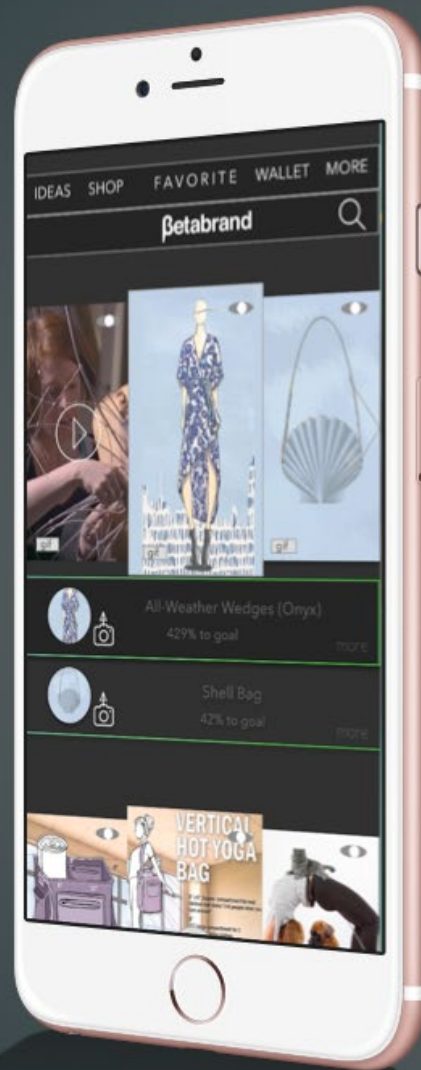 IDEAS SHOP FAVORITE WALLET MORE
βetabrand
gif
gif
gif
All-Weather Wedges (Onyx)
429% to goal
more
Shell Bag
42% to goal
more
VERTICAL
HOT YOGA
BAG